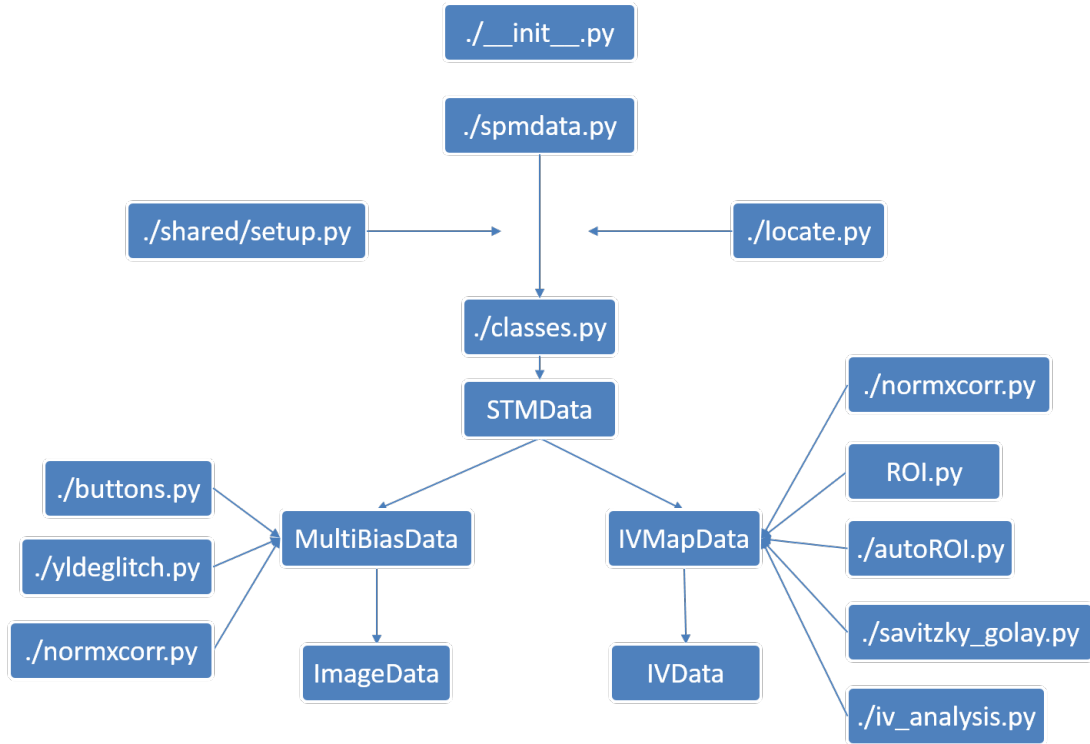 ./__init__.py
./spmdata.py
./shared/setup.py
./locate.py
./classes.py
STMData
./normxcorr.py
ROI.py
./buttons.py
MultiBiasData
IVMapData
./autoROI.py
./yldeglitch.py
./normxcorr.py
./savitzky_golay.py
ImageData
IVData
./iv_analysis.py